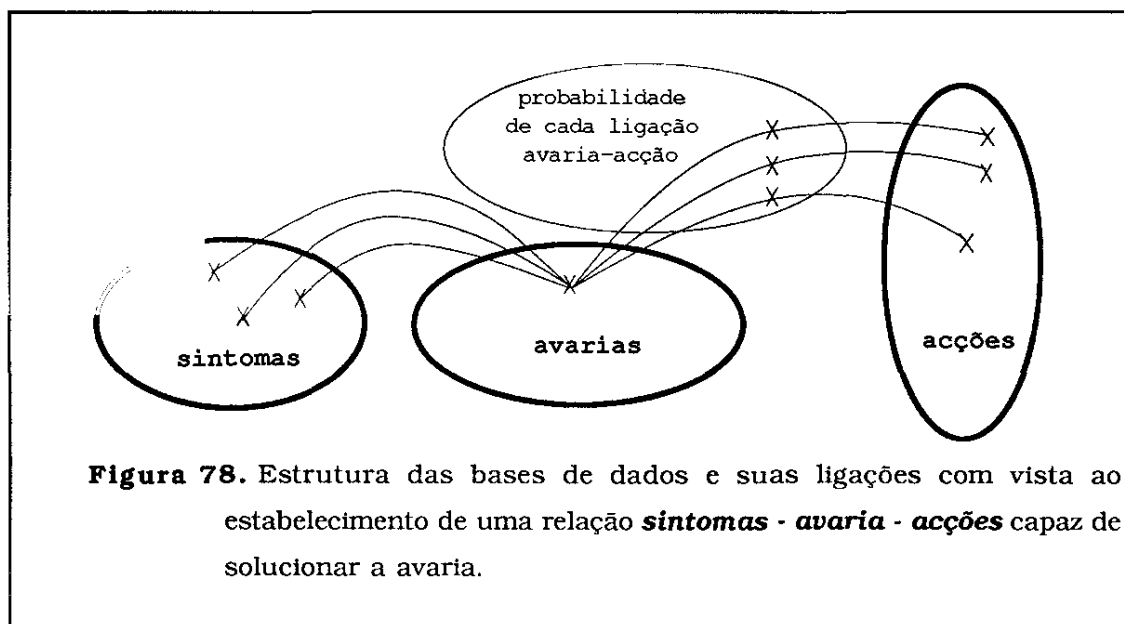 probabilidade
de cada ligação
avaria-acção
X
X
X
X
X
X
X
X
X
X
sintomas
avarias
acções
Figura 78. Estrutura das bases de dados e suas ligações com vista ao
estabelecimento de uma relação sintomas - avaria - acções capaz de
solucionar a avaria.